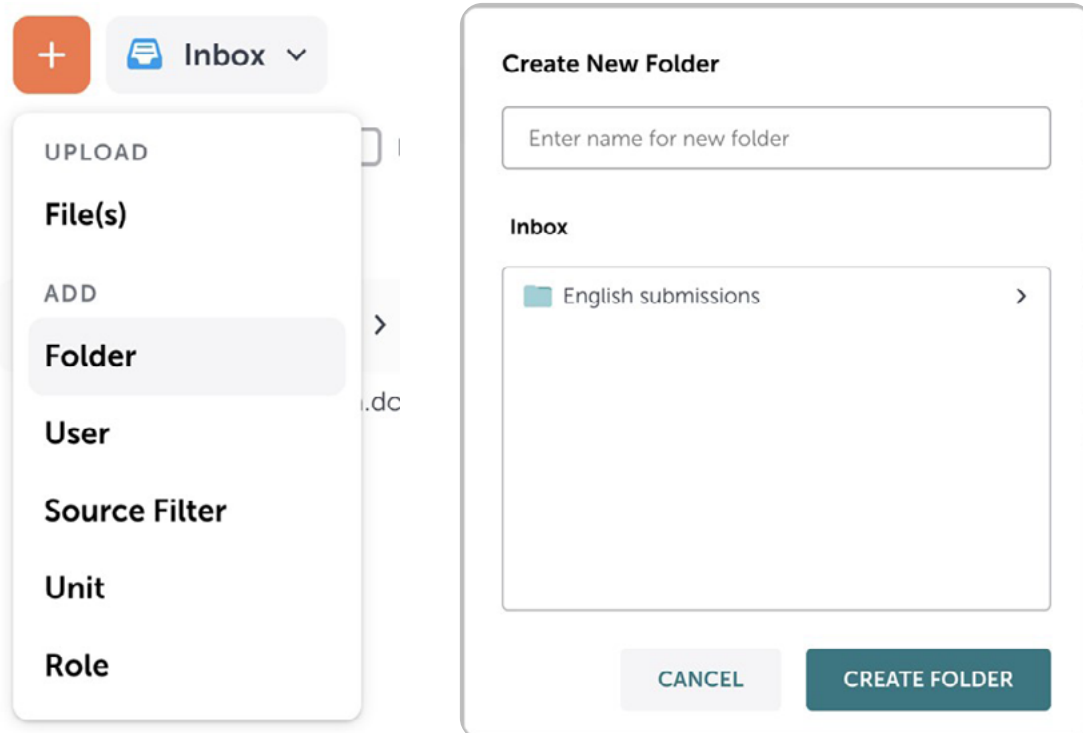 +
Inbox
UPLOAD
File(s)
ADD
Folder
.dc
User
Source Filter
Unit
Role
Create New Folder
Enter name for new folder
Inbox
English submissions
CANCEL
CREATE FOLDER